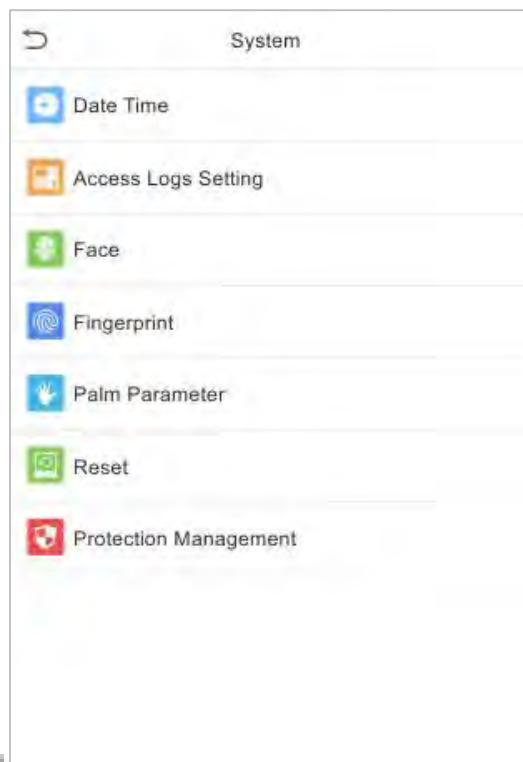 System
Date Time
Access Logs Setting
Face
Fingerprint
Palm Parameter
Reset
Protection Management